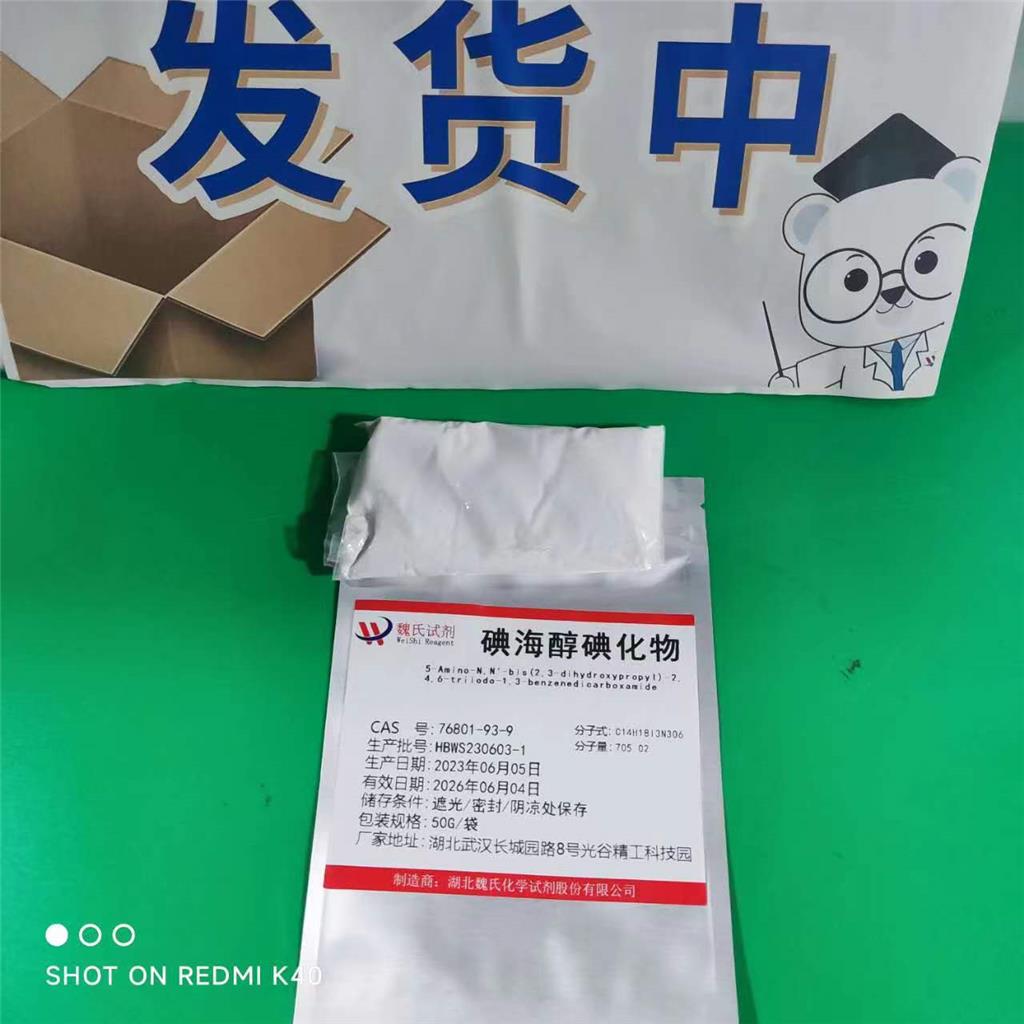 发货中
魏氏试剂
WeiShi Reagent
碘海醇碘化物
5-Amino-N,N'-bis(2,3-dihydroxypropyl)-2,
4,6-triiodo-1,3-benzenedicarboxamide
CAS 号:76801-93-9
分子式: C14H18I3N3O6
生产批号:HBWS230603-1
分子量:705.02
生产日期:2023年06月05日
有效日期:2026年06月04日
储存条件:遮光/密封/阴凉处保存
包装规格:50G/袋
厂家地址:湖北武汉长城园路8号光谷精工科技园
制造商：湖北魏氏化学试剂股份有限公司
SHOT ON REDMI K40